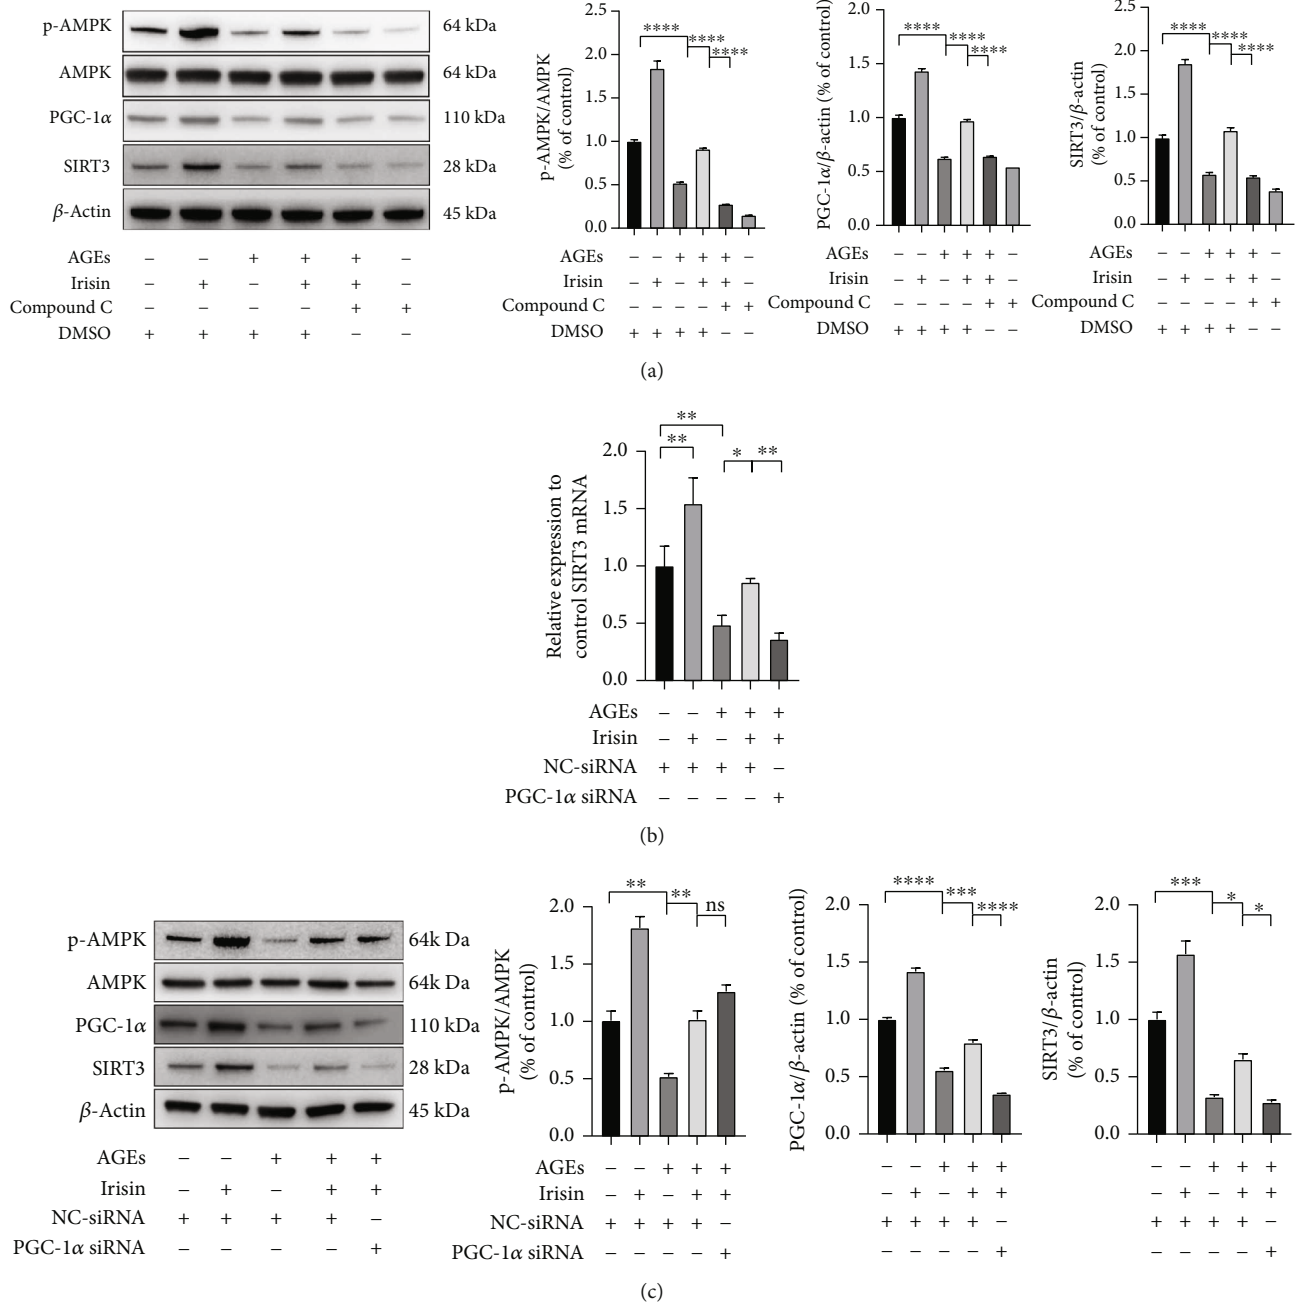 p-AMPK 64 kDa
AMPK 64 kDa
PGC-1α 110 kDa
SIRT3 28 kDa
β-Actin 45 kDa
AGEs – – + + + –
Irisin – + – + + –
Compound C – – – – + +
DMSO + + + + – –
p-AMPK/AMPK
(% of control)
2.5
2.0
1.5
1.0
0.5
0.0
**** **** ****
AGEs – – + + + –
Irisin – + – + + –
Compound C – – – – + +
DMSO + + + + – –
PGC-1α/β-actin (% of control)
2.0
1.5
1.0
0.5
0.0
**** **** ****
AGEs – – + + + –
Irisin – + – + + –
Compound C – – – – + +
DMSO + + + + – –
SIRT3/β-actin
(% of control)
2.5
2.0
1.5
1.0
0.5
0.0
**** **** ****
AGEs – – + + + –
Irisin – + – + + –
Compound C – – – – + +
DMSO + + + + – –
(a)
Relative expression to
control SIRT3 mRNA
2.0
1.5
1.0
0.5
0.0
**
** * **
AGEs – – + + +
Irisin – + – + +
NC-siRNA + + + + –
PGC-1α siRNA – – – – +
(b)
p-AMPK 64k Da
AMPK 64k Da
PGC-1α 110 kDa
SIRT3 28 kDa
β-Actin 45 kDa
AGEs – – + + +
Irisin – + – + +
NC-siRNA + + + + –
PGC-1α siRNA – – – – +
p-AMPK/AMPK
(% of control)
2.0
1.5
1.0
0.5
0.0
** ** ns
AGEs – – + + +
Irisin – + – + +
NC-siRNA + + + + –
PGC-1α siRNA – – – – +
PGC-1α/β-actin (% of control)
2.0
1.5
1.0
0.5
0.0
**** *** ****
– – + + +
– + – + +
+ + + + –
– – – – +
SIRT3/β-actin
(% of control)
2.0
1.5
1.0
0.5
0.0
*** * *
– – + + +
– + – + +
+ + + + –
– – – – +
(c)